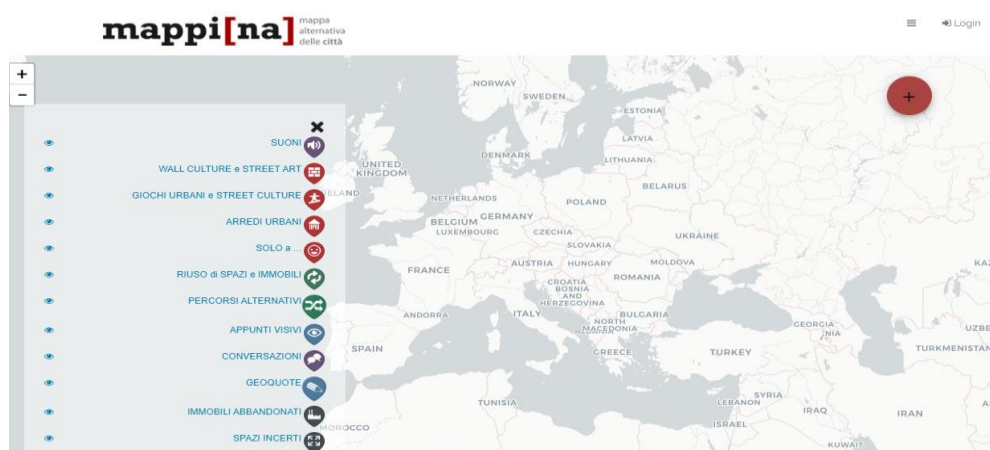 mappi[na]
mappa
alternativa
delle città
Login
+
−
SUONI
WALL CULTURE e STREET ART
GIOCHI URBANI e STREET CULTURE
ARREDI URBANI
SOLO a ...
RIUSO di SPAZI e IMMOBILI
PERCORSI ALTERNATIVI
APPUNTI VISIVI
CONVERSAZIONI
GEOQUOTE
IMMOBILI ABBANDONATI
SPAZI INCERTI
+
NORWAY
SWEDEN
ESTONIA
LATVIA
DENMARK
LITHUANIA
UNITED
KINGDOM
BELARUS
ELAND
NETHERLANDS
POLAND
BELGIUM
GERMANY
LUXEMBOURG
CZECHIA
UKRAINE
SLOVAKIA
AUSTRIA
HUNGARY
MOLDOVA
FRANCE
ROMANIA
CROATIA
BOSNIA
AND
HERZEGOVINA
KAZ
ANDORRA
ITALY
BULGARIA
NORTH
MACEDONIA
GEORGIA
NIA
UZBE
SPAIN
GREECE
TURKEY
TURKMENISTAN
TUNISIA
SYRIA
LEBANON
IRAQ
IRAN
A
ISRAEL
MOROCCO
KUWAIT